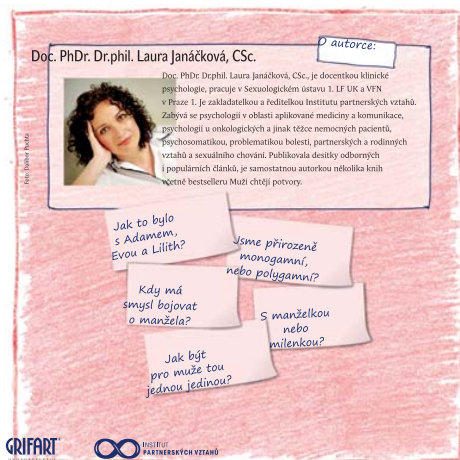 O autorce:
Doc. PhDr. Dr.phil. Laura Janáčková, CSc.
Doc. PhDr. Dr.phil. Laura Janáčková, CSc., je docentkou klinické
psychologie, pracuje v Sexuologickém ústavu 1. LF UK a VFN
v Praze 1. Je zakladatelkou a ředitelkou Institutu partnerských vztahů.
Zabývá se psychologií v oblasti aplikované medicíny a komunikace,
psychologií u onkologických a jinak těžce nemocných pacientů,
psychosomatikou, problematikou bolesti, partnerských a rodinných
vztahů a sexuálního chování. Publikovala desítky odborných
i populárních článků, je samostatnou autorkou několika knih
včetně bestselleru Muži chtějí potvory.
Jak to bylo
s Adamem,
Evou a Lilith?
Jsme přirozeně
monogamní,
nebo polygamní?
Kdy má
smysl bojovat
o manžela?
S manželkou
nebo
milenkou?
Jak být
pro muže tou
jednou jedinou?
GRIFART
INSTITUT
PARTNERSKÝCH VZTAHŮ